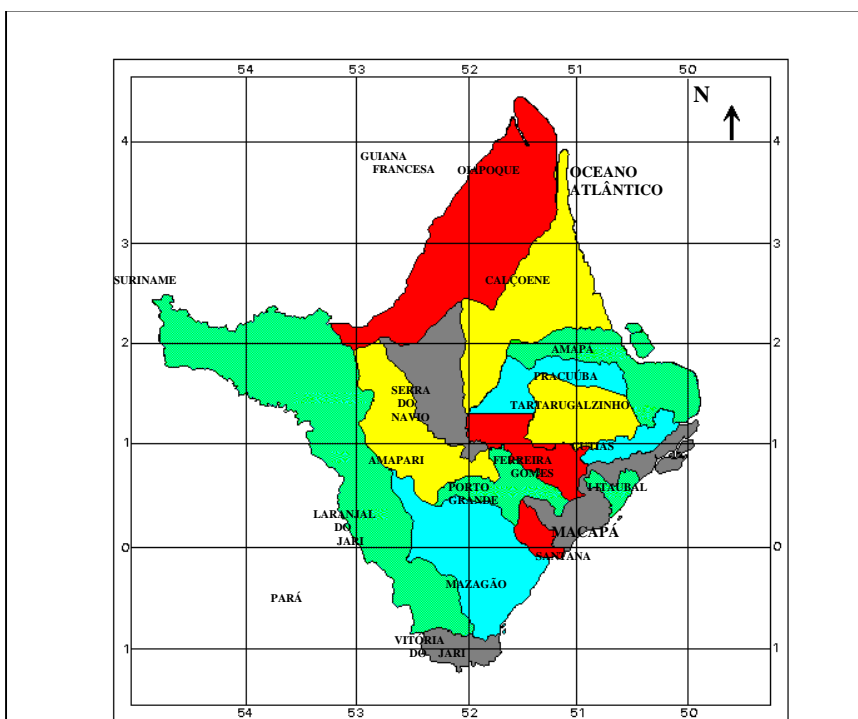 54 53 52 51 50
N
4 4
GUIANA
FRANCESA
OIAPOQUE
OCEANO
ATLÂNTICO
3 3
SURINAME
CALÇOENE
2 2
AMAPÁ
PRACUÚBA
SERRA
DO
NAVIO
TARTARUGALZINHO
1 1
CUTIAS
AMAPARI
FERREIRA
GOMES
PORTO
GRANDE
ITAUBAL
LARANJAL
DO
JARI
MACAPÁ
0 0
SANTANA
MAZAGÃO
PARÁ
VITÓRIA
DO JARI
1 1
54 53 52 51 50